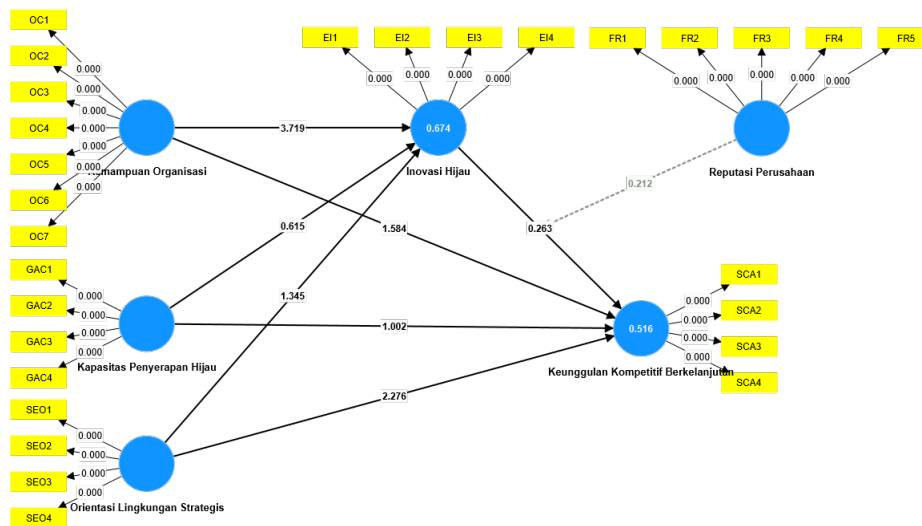 OC1
OC2
OC3
OC4
OC5
OC6
OC7
0.000
0.000
0.000
0.000
0.000
0.000
0.000
Kemampuan Organisasi
EI1
EI2
EI3
EI4
0.000
0.000
0.000
0.000
0.674
Inovasi Hijau
FR1
FR2
FR3
FR4
FR5
0.000
0.000
0.000
0.000
0.000
Reputasi Perusahaan
3.719
0.212
0.615
1.584
0.263
1.345
GAC1
GAC2
GAC3
GAC4
0.000
0.000
0.000
0.000
Kapasitas Penyerapan Hijau
1.002
2.276
SCA1
SCA2
SCA3
SCA4
0.000
0.000
0.000
0.000
0.516
Keunggulan Kompetitif Berkelanjutan
SEO1
SEO2
SEO3
SEO4
0.000
0.000
0.000
0.000
Orientasi Lingkungan Strategis